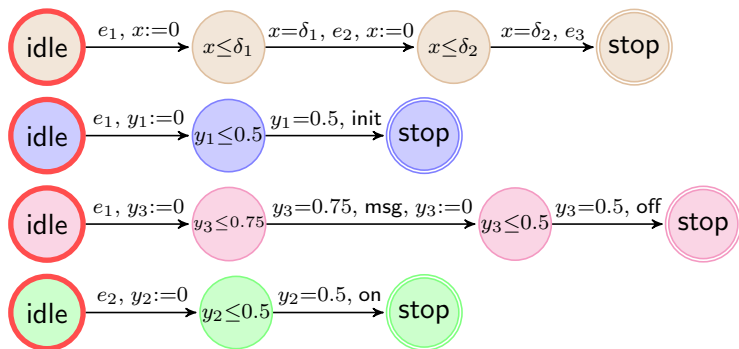 e₁, x:=0 x=δ₁, e₂, x:=0 x=δ₂, e₃
idle x≤δ₁ x≤δ₂ stop
e₁, y₁:=0 y₁=0.5, init
idle y₁≤0.5 stop
e₁, y₃:=0 y₃=0.75, msg, y₃:=0 y₃=0.5, off
idle y₃≤0.75 y₃≤0.5 stop
e₂, y₂:=0 y₂=0.5, on
idle y₂≤0.5 stop